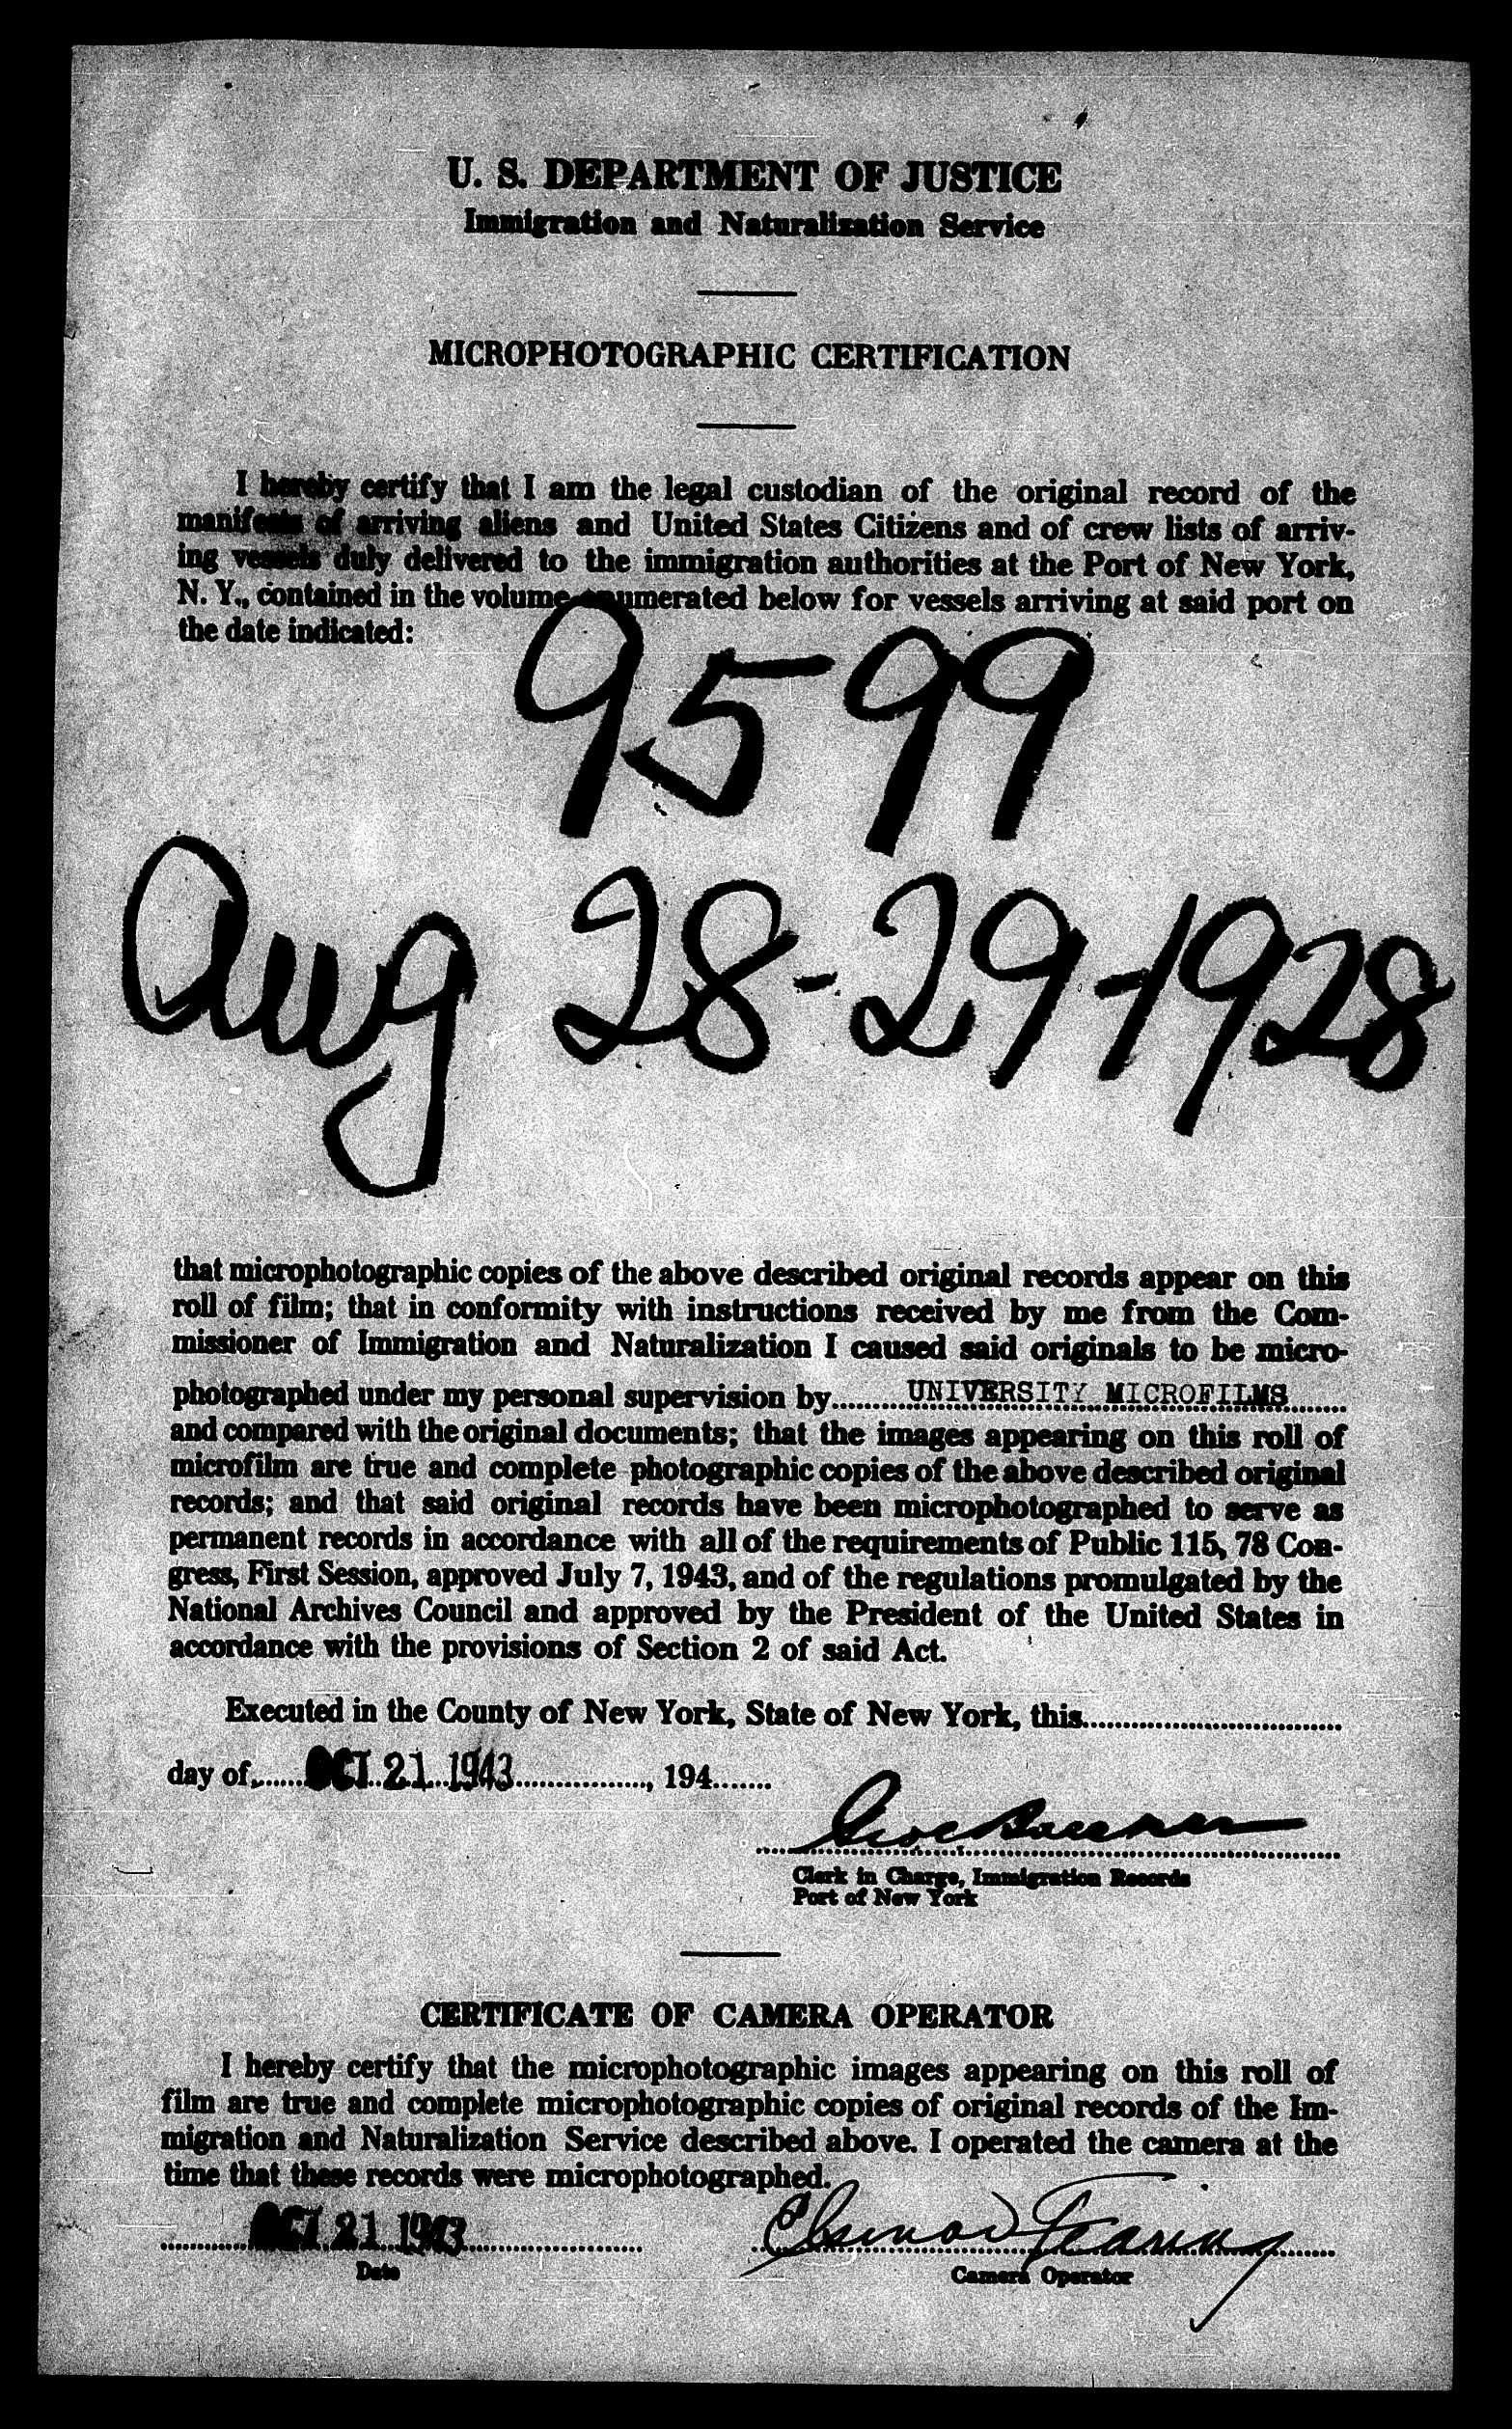 U. S. DEPARTMENT OF JUSTICE
Immigration and Naturalization Service
MICROPHOTOGRAPHIC CERTIFICATION
I hereby certify that I am the legal custodian of the original record of the
manifests of arriving aliens and United States Citizens and of crew lists of arriv-
ing vessels duly delivered to the immigration authorities at the Port of New York,
N. Y., contained in the volume enumerated below for vessels arriving at said port on
the date indicated:
9599
Aug 28-29-1928
that microphotographic copies of the above described original records appear on this
roll of film; that in conformity with instructions received by me from the Com-
missioner of Immigration and Naturalization I caused said originals to be micro-
photographed under my personal supervision by UNIVERSITY MICROFILMS
and compared with the original documents; that the images appearing on this roll of
microfilm are true and complete photographic copies of the above described original
records; and that said original records have been microphotographed to serve as
permanent records in accordance with all of the requirements of Public 115, 78 Con-
gress, First Session, approved July 7, 1943, and of the regulations promulgated by the
National Archives Council and approved by the President of the United States in
accordance with the provisions of Section 2 of said Act.
Executed in the County of New York, State of New York, this
day of OCT 21 1943, 194
Clerk in Charge, Immigration Records
Port of New York
CERTIFICATE OF CAMERA OPERATOR
I hereby certify that the microphotographic images appearing on this roll of
film are true and complete microphotographic copies of original records of the Im-
migration and Naturalization Service described above. I operated the camera at the
time that these records were microphotographed.
OCT 21 1943
Date
Camera Operator